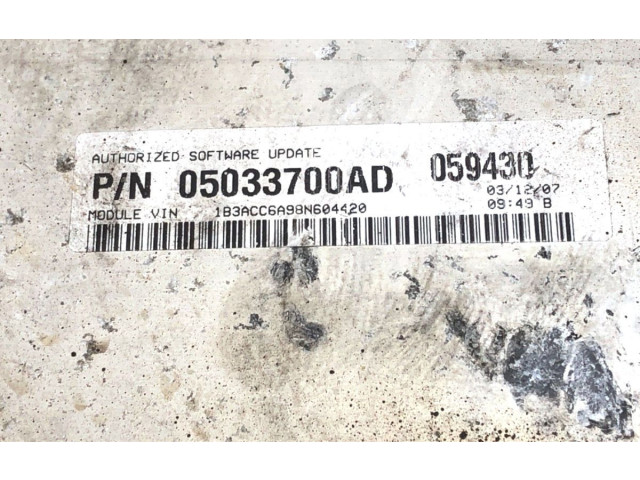 AUTHORIZED SOFTWARE UPDATE
P/N 05033700AD 059430
MODULE VIN 1B3ACC6A98N604420 03/12/07
09:49 B